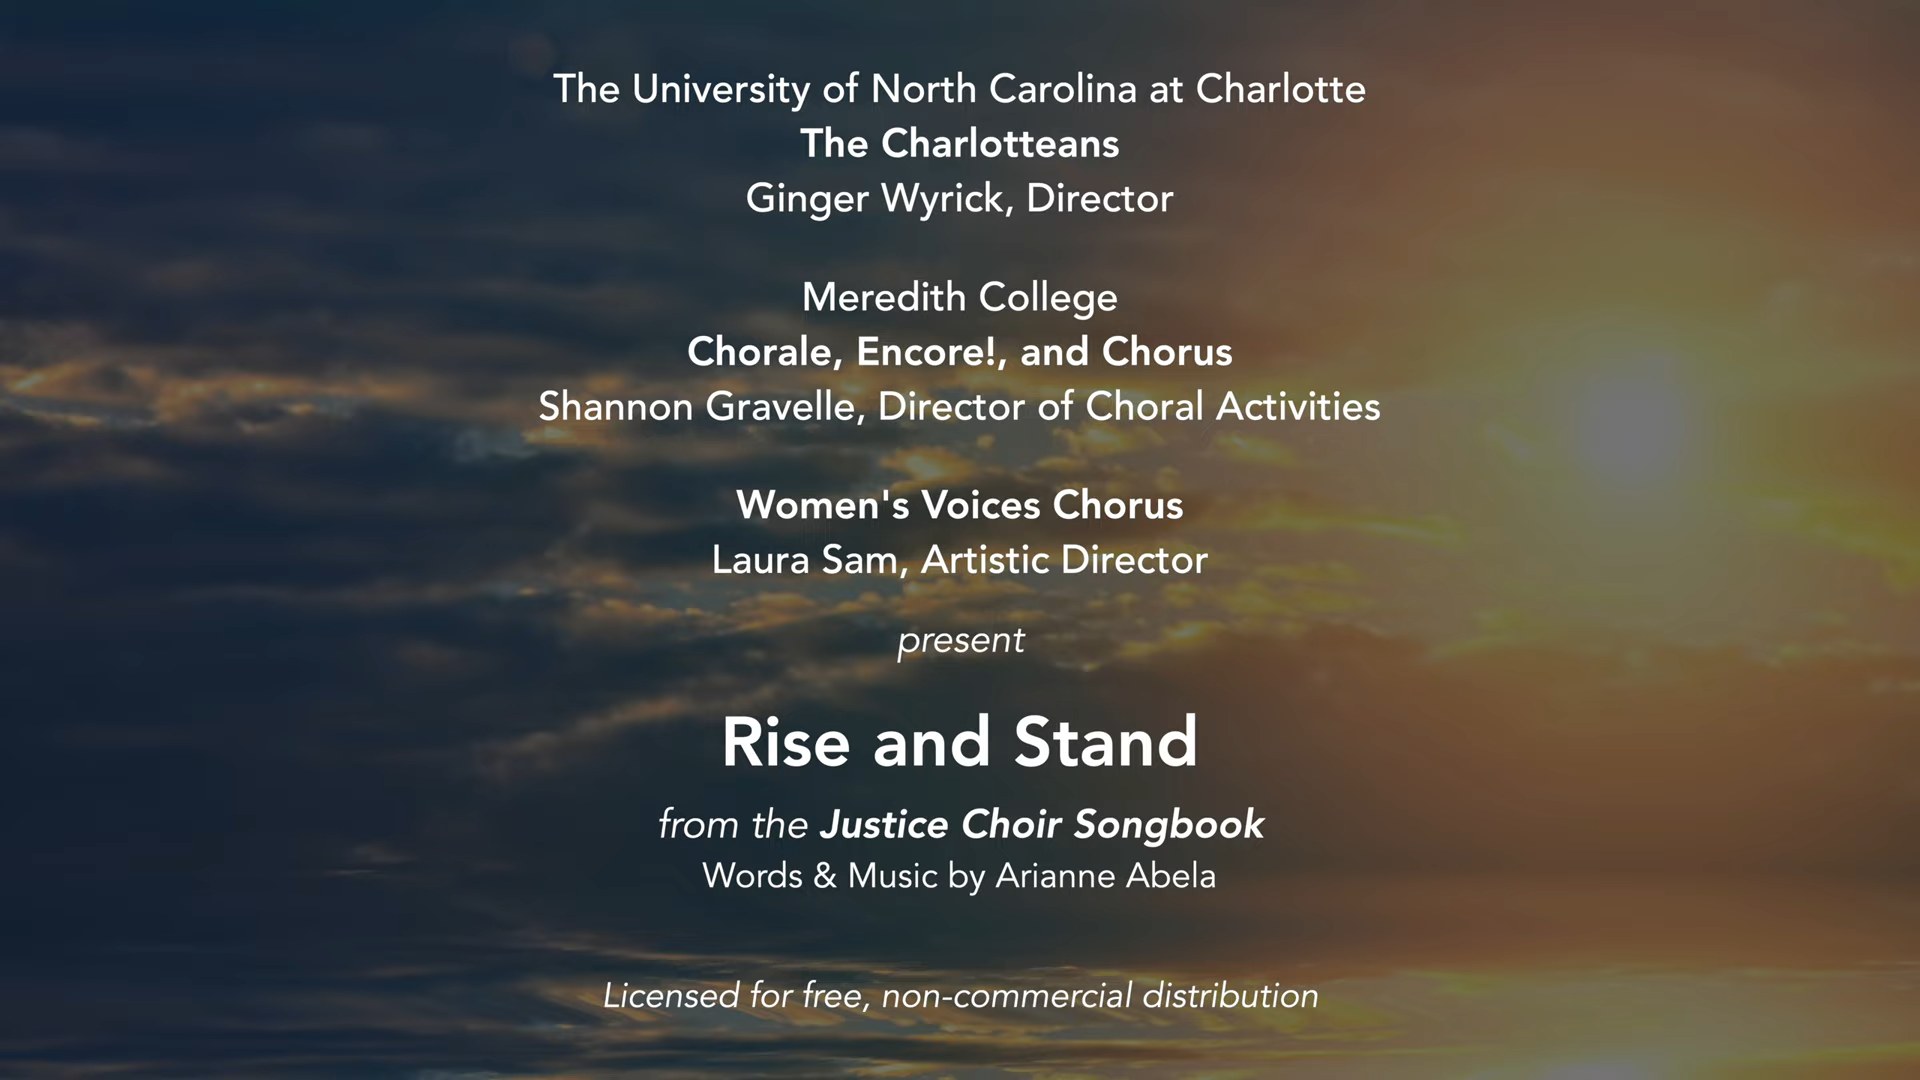 The University of North Carolina at Charlotte
The Charlotteans
Ginger Wyrick, Director
Meredith College
Chorale, Encore!, and Chorus
Shannon Gravelle, Director of Choral Activities
Women's Voices Chorus
Laura Sam, Artistic Director
present
Rise and Stand
from the Justice Choir Songbook
Words & Music by Arianne Abela
Licensed for free, non-commercial distribution